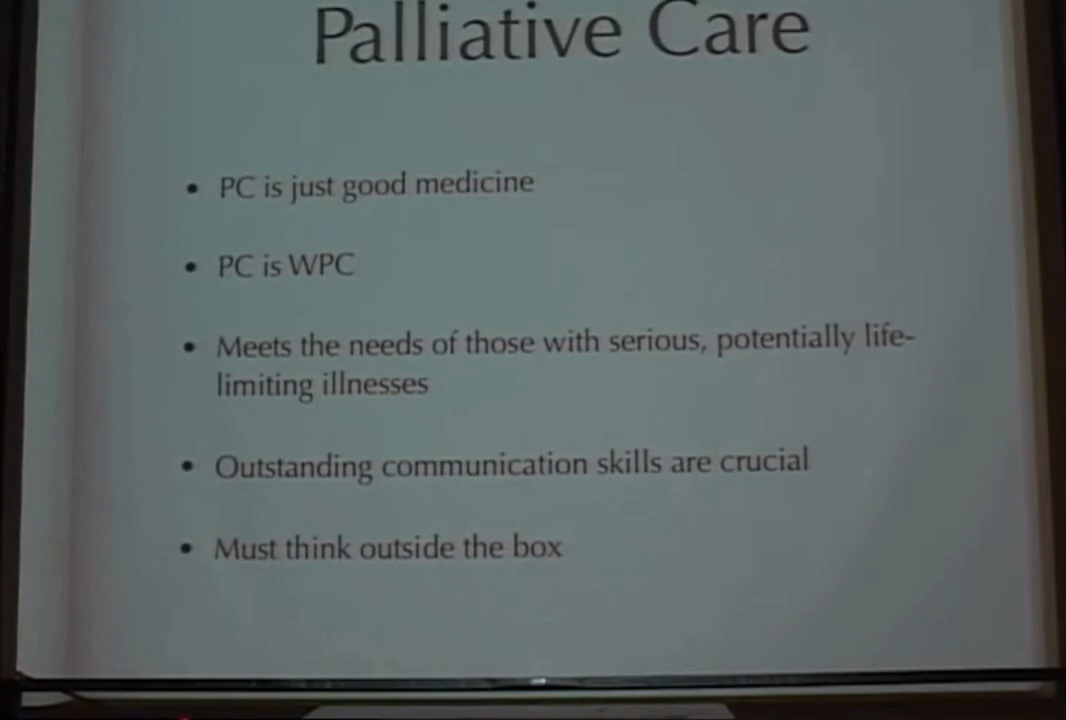 Palliative Care
• PC is just good medicine
• PC is WPC
• Meets the needs of those with serious, potentially life-
limiting illnesses
• Outstanding communication skills are crucial
• Must think outside the box